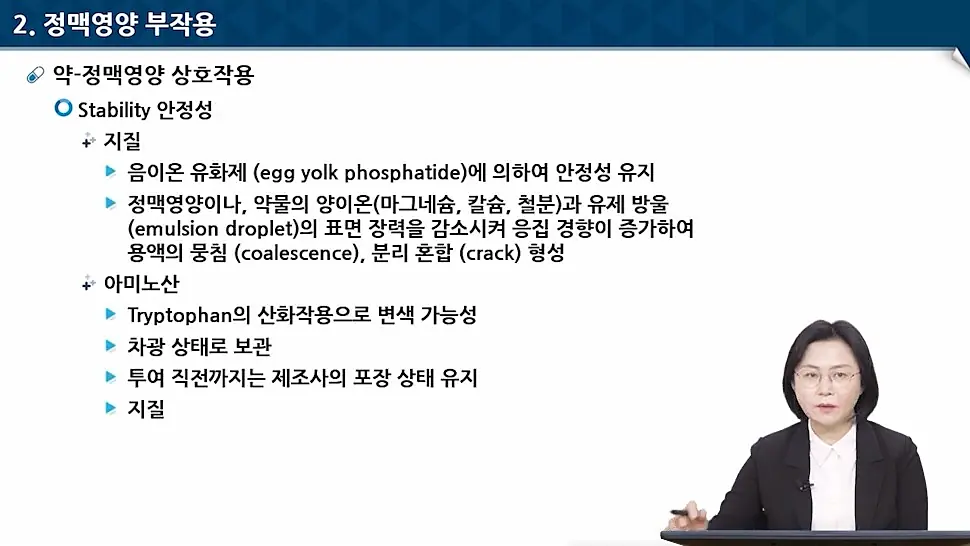 2. 정맥영양 부작용
약-정맥영양 상호작용
Stability 안정성
지질
음이온 유화제 (egg yolk phosphatide)에 의하여 안정성 유지
정맥영양이나, 약물의 양이온(마그네슘, 칼슘, 철분)과 유제 방울
(emulsion droplet)의 표면 장력을 감소시켜 응집 경향이 증가하여
용액의 뭉침 (coalescence), 분리 혼합 (crack) 형성
아미노산
Tryptophan의 산화작용으로 변색 가능성
차광 상태로 보관
투여 직전까지는 제조사의 포장 상태 유지
지질